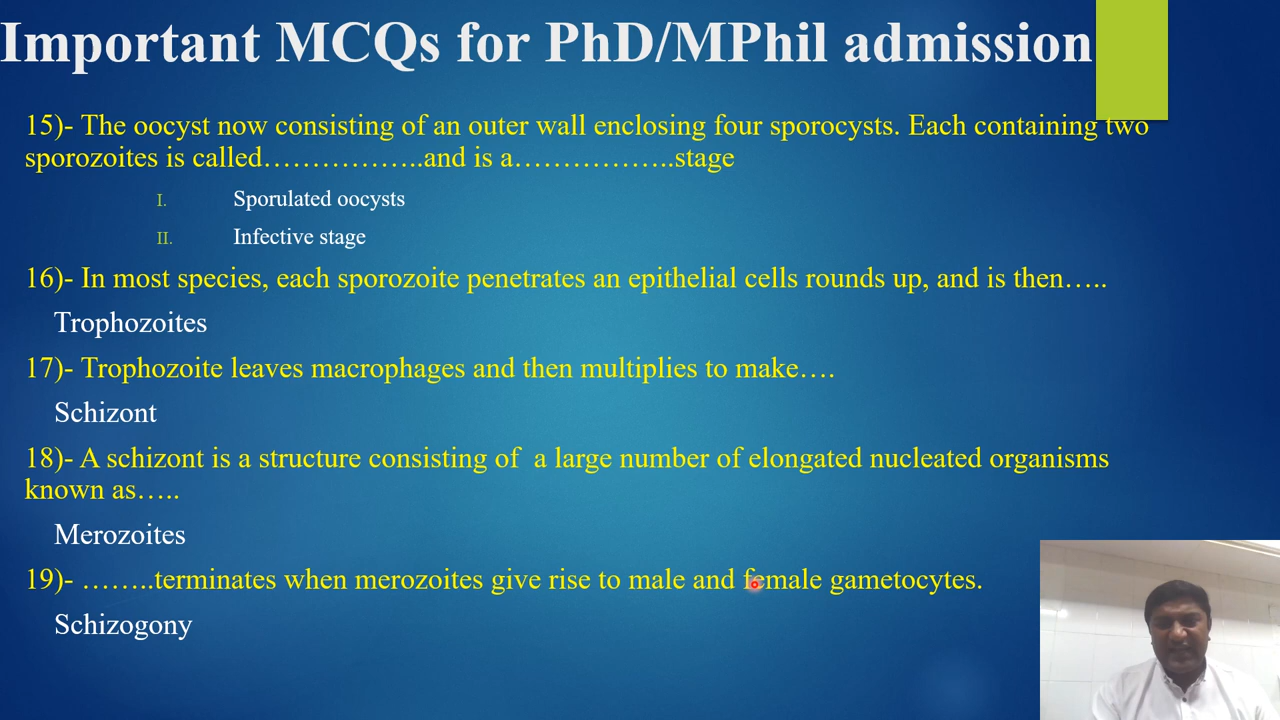 Important MCQs for PhD/MPhil admission
15)- The oocyst now consisting of an outer wall enclosing four sporocysts. Each containing two
sporozoites is called……………..and is a……………..stage
I. Sporulated oocysts
II. Infective stage
16)- In most species, each sporozoite penetrates an epithelial cells rounds up, and is then…..
Trophozoites
17)- Trophozoite leaves macrophages and then multiplies to make….
Schizont
18)- A schizont is a structure consisting of  a large number of elongated nucleated organisms
known as…..
Merozoites
19)- ……..terminates when merozoites give rise to male and female gametocytes.
Schizogony